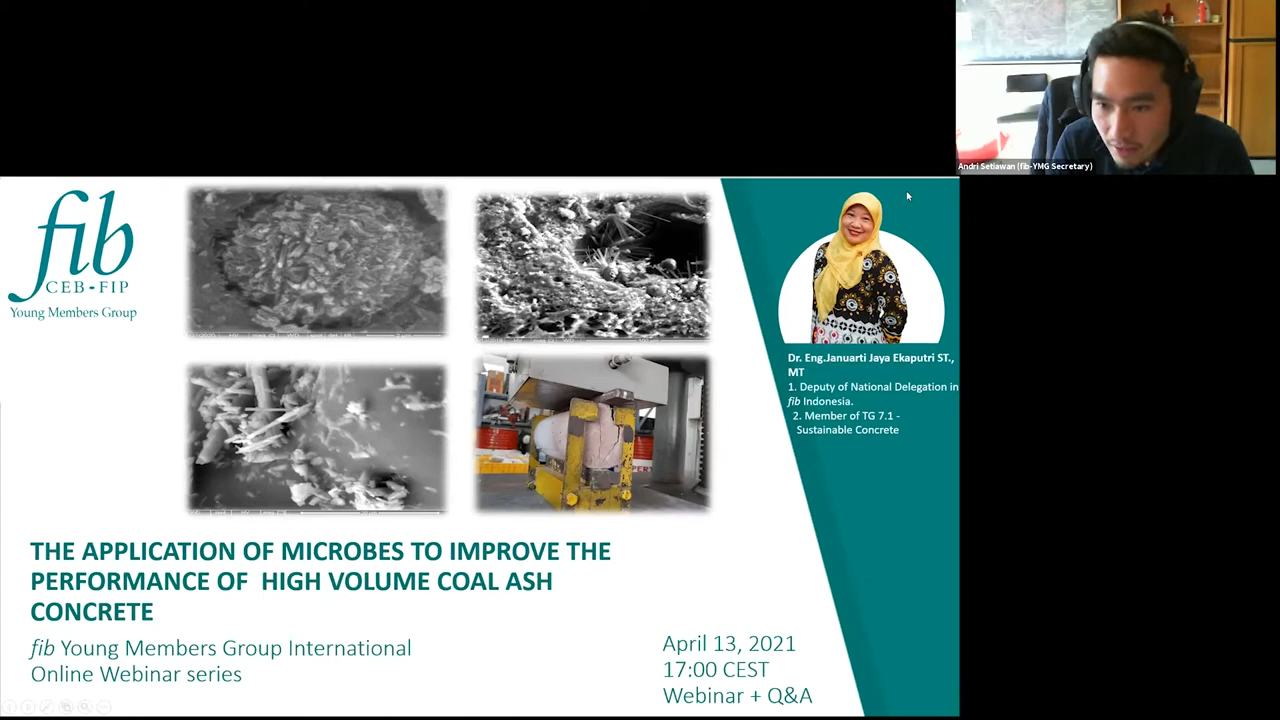 Andri Setiawan (fib-YMG Secretary)
fib
CEB-FIP
Young Members Group
Dr. Eng.Januarti Jaya Ekaputri ST.,
MT
1. Deputy of National Delegation in
fib Indonesia.
2. Member of TG 7.1 -
Sustainable Concrete
THE APPLICATION OF MICROBES TO IMPROVE THE
PERFORMANCE OF HIGH VOLUME COAL ASH
CONCRETE
fib Young Members Group International
Online Webinar series
April 13, 2021
17:00 CEST
Webinar + Q&A